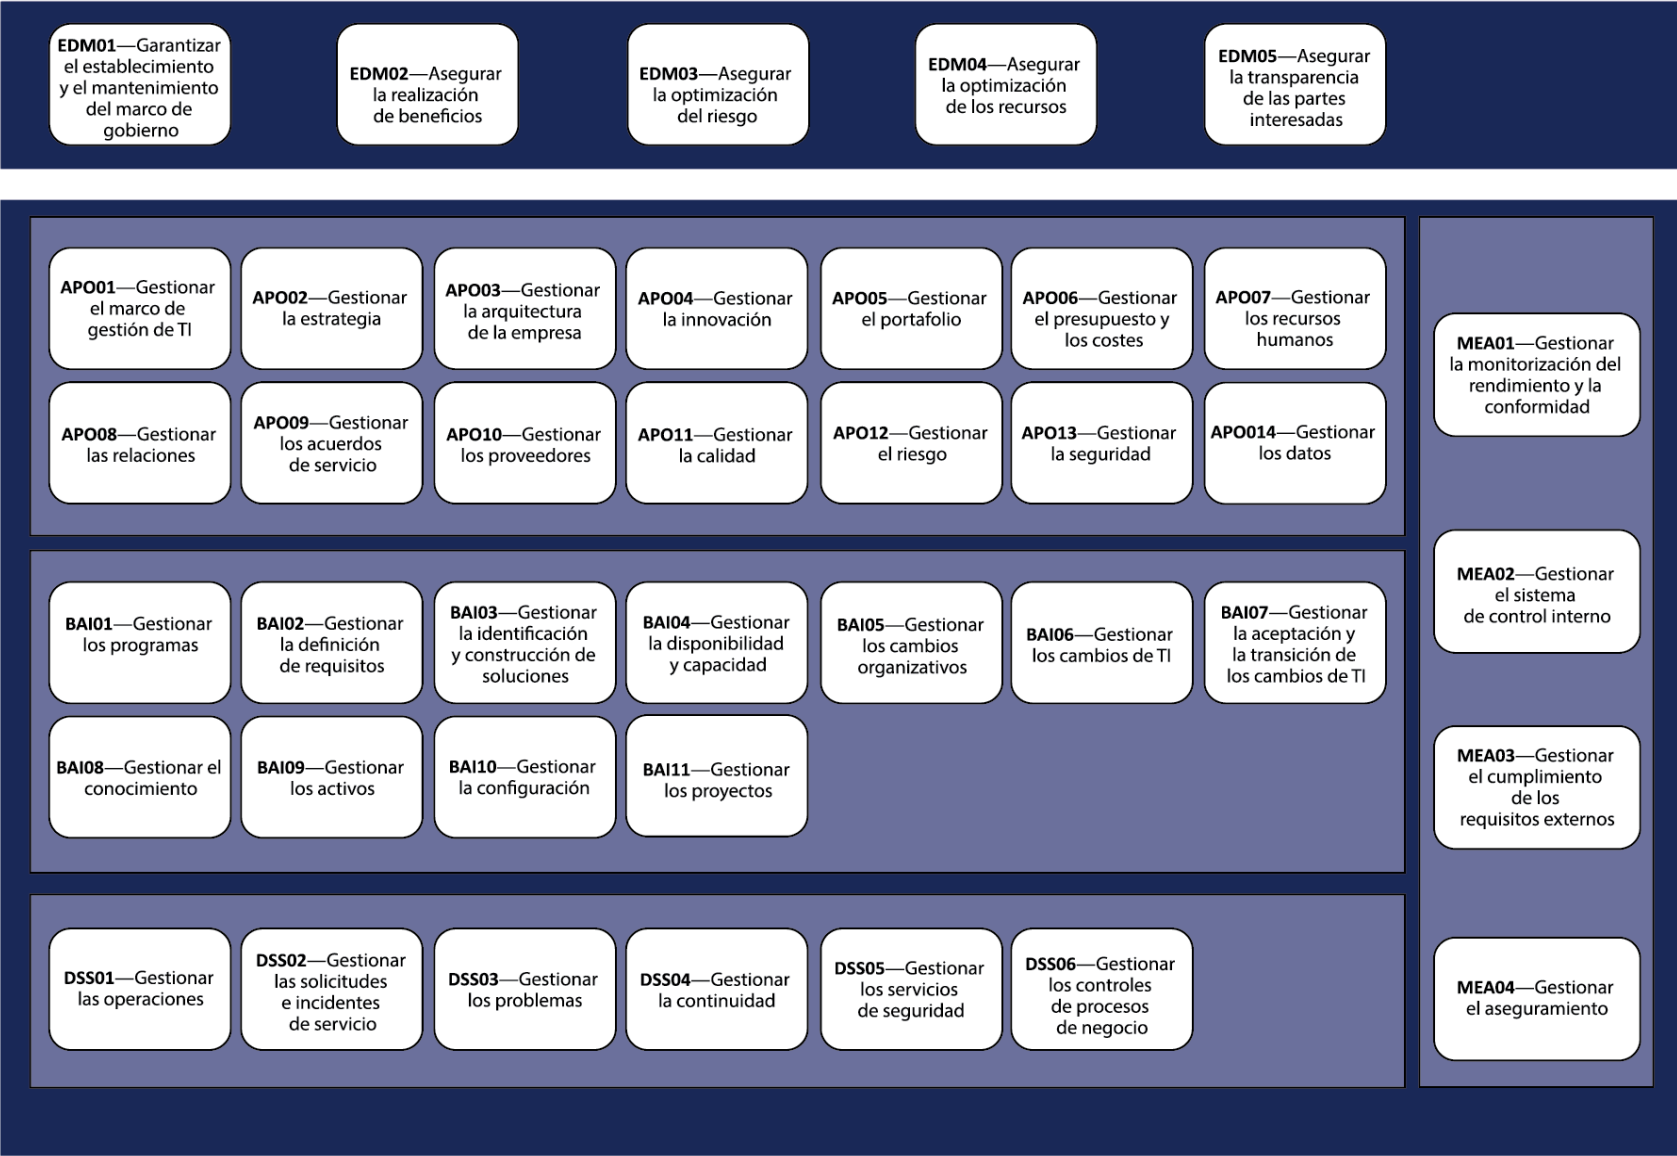 EDM01—Garantizar
el establecimiento
y el mantenimiento
del marco de
gobierno
EDM02—Asegurar
la realización
de beneficios
EDM03—Asegurar
la optimización
del riesgo
EDM04—Asegurar
la optimización
de los recursos
EDM05—Asegurar
la transparencia
de las partes
interesadas
APO01—Gestionar
el marco de
gestión de TI
APO02—Gestionar
la estrategia
APO03—Gestionar
la arquitectura
de la empresa
APO04—Gestionar
la innovación
APO05—Gestionar
el portafolio
APO06—Gestionar
el presupuesto y
los costes
APO07—Gestionar
los recursos
humanos
APO08—Gestionar
las relaciones
APO09—Gestionar
los acuerdos
de servicio
APO10—Gestionar
los proveedores
APO11—Gestionar
la calidad
APO12—Gestionar
el riesgo
APO13—Gestionar
la seguridad
APO014—Gestionar
los datos
BAI01—Gestionar
los programas
BAI02—Gestionar
la definición
de requisitos
BAI03—Gestionar
la identificación
y construcción de
soluciones
BAI04—Gestionar
la disponibilidad
y capacidad
BAI05—Gestionar
los cambios
organizativos
BAI06—Gestionar
los cambios de TI
BAI07—Gestionar
la aceptación y
la transición de
los cambios de TI
BAI08—Gestionar el
conocimiento
BAI09—Gestionar
los activos
BAI10—Gestionar
la configuración
BAI11—Gestionar
los proyectos
DSS01—Gestionar
las operaciones
DSS02—Gestionar
las solicitudes
e incidentes
de servicio
DSS03—Gestionar
los problemas
DSS04—Gestionar
la continuidad
DSS05—Gestionar
los servicios
de seguridad
DSS06—Gestionar
los controles
de procesos
de negocio
MEA01—Gestionar
la monitorización del
rendimiento y la
conformidad
MEA02—Gestionar
el sistema
de control interno
MEA03—Gestionar
el cumplimiento
de los
requisitos externos
MEA04—Gestionar
el aseguramiento